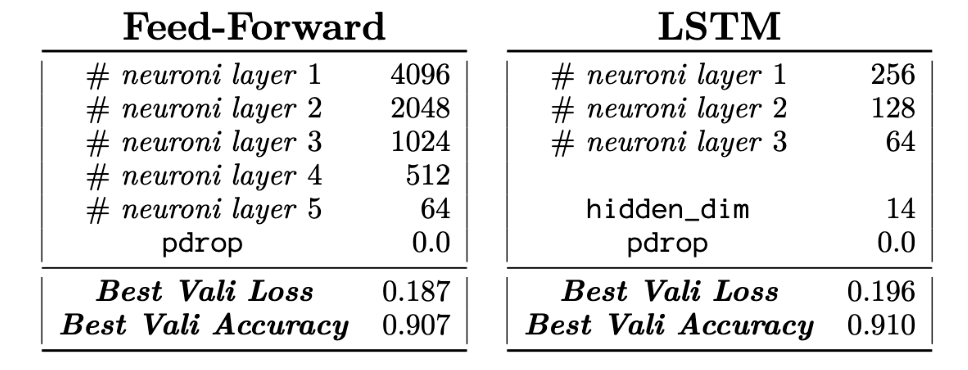 Feed-Forward
# neuroni layer 1 4096
# neuroni layer 2 2048
# neuroni layer 3 1024
# neuroni layer 4 512
# neuroni layer 5 64
pdrop 0.0
Best Vali Loss 0.187
Best Vali Accuracy 0.907
LSTM
# neuroni layer 1 256
# neuroni layer 2 128
# neuroni layer 3 64
hidden_dim 14
pdrop 0.0
Best Vali Loss 0.196
Best Vali Accuracy 0.910